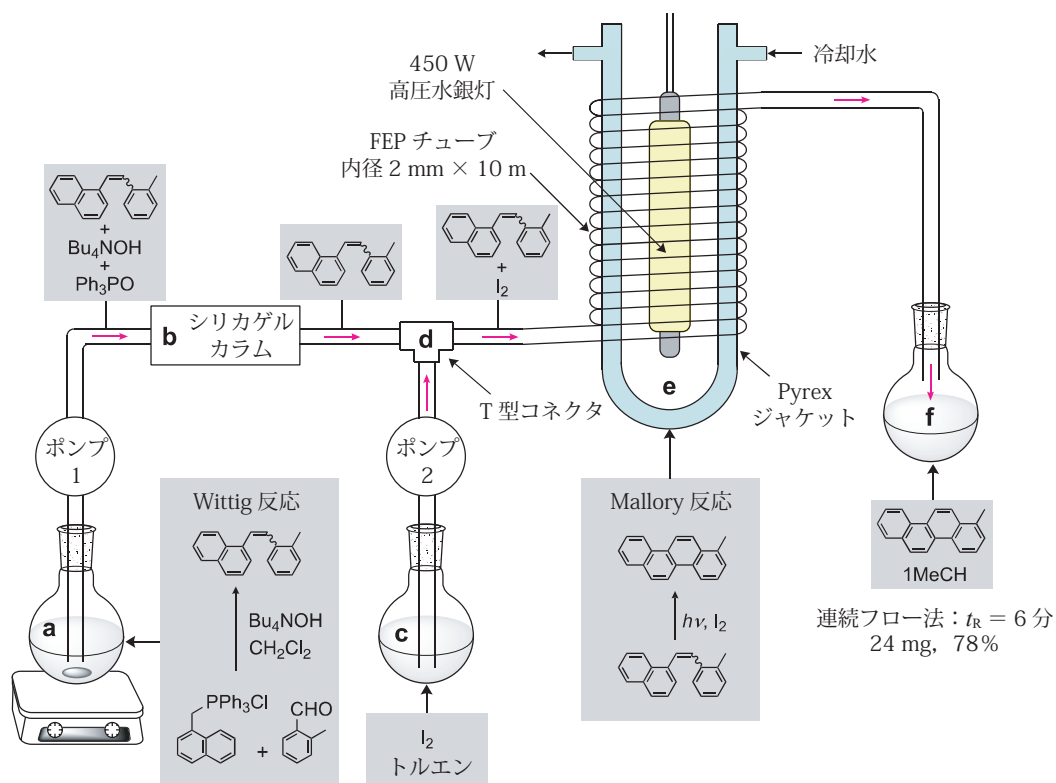 450 W
高圧水銀灯
冷却水
FEP チューブ
内径 2 mm × 10 m
+
Bu₄NOH
+
Ph₃PO
+
I₂
b
シリカゲル
カラム
d
T 型コネクタ
e
Pyrex
ジャケット
f
ポンプ
1
ポンプ
2
Wittig 反応
Bu₄NOH
CH₂Cl₂
PPh₃Cl
CHO
+
a
c
I₂
トルエン
Mallory 反応
hν, I₂
1MeCH
連続フロー法：tR = 6 分
24 mg, 78%